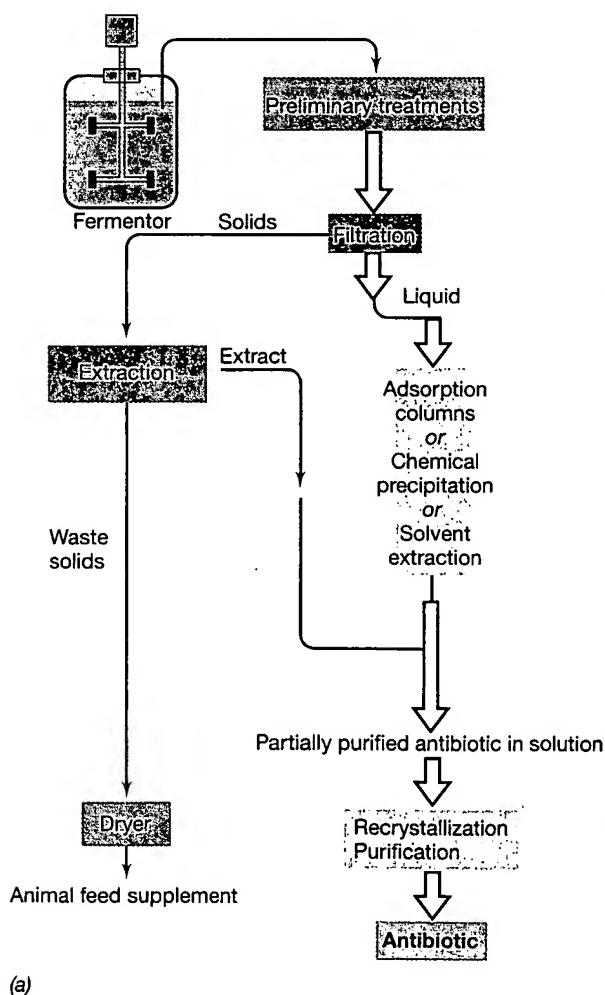 Preliminary treatments
Fermentor
Solids
Filtration
Liquid
Extraction
Extract
Adsorption
columns
or
Chemical
precipitation
or
Solvent
extraction
Waste
solids
Partially purified antibiotic in solution
Dryer
Recrystallization
Purification
Animal feed supplement
Antibiotic
(a)